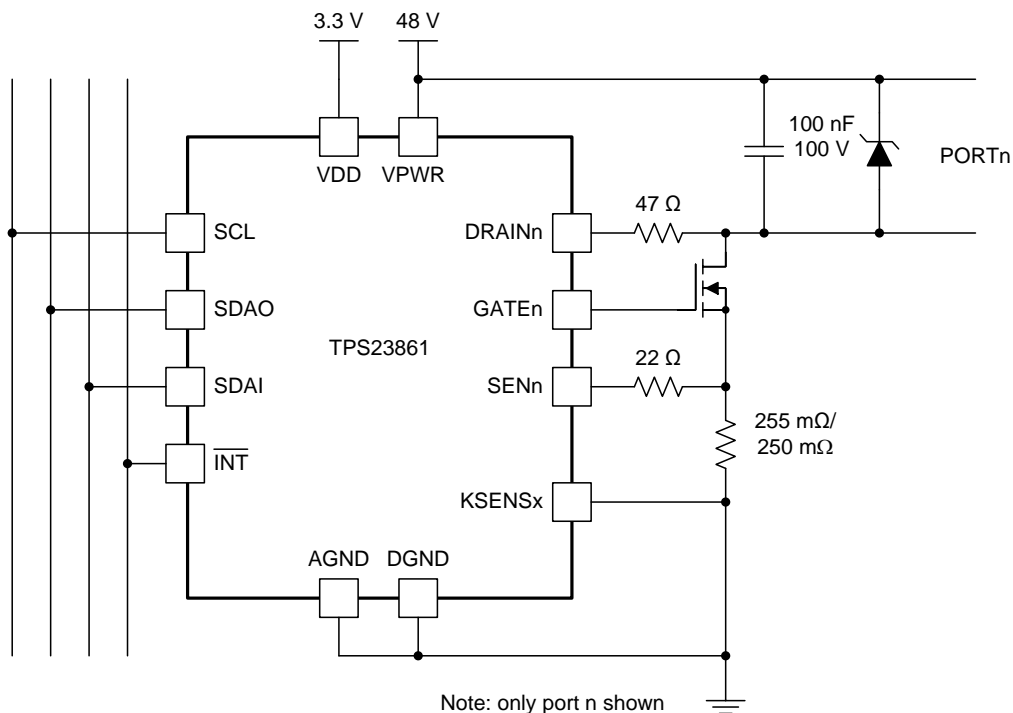 3.3 V
48 V
VDD
VPWR
100 nF
100 V
PORTn
SCL
DRAINn
47 Ω
SDAO
GATEn
TPS23861
SDAI
SENn
22 Ω
255 mΩ/
250 mΩ
INT
KSENSx
AGND
DGND
Note: only port n shown